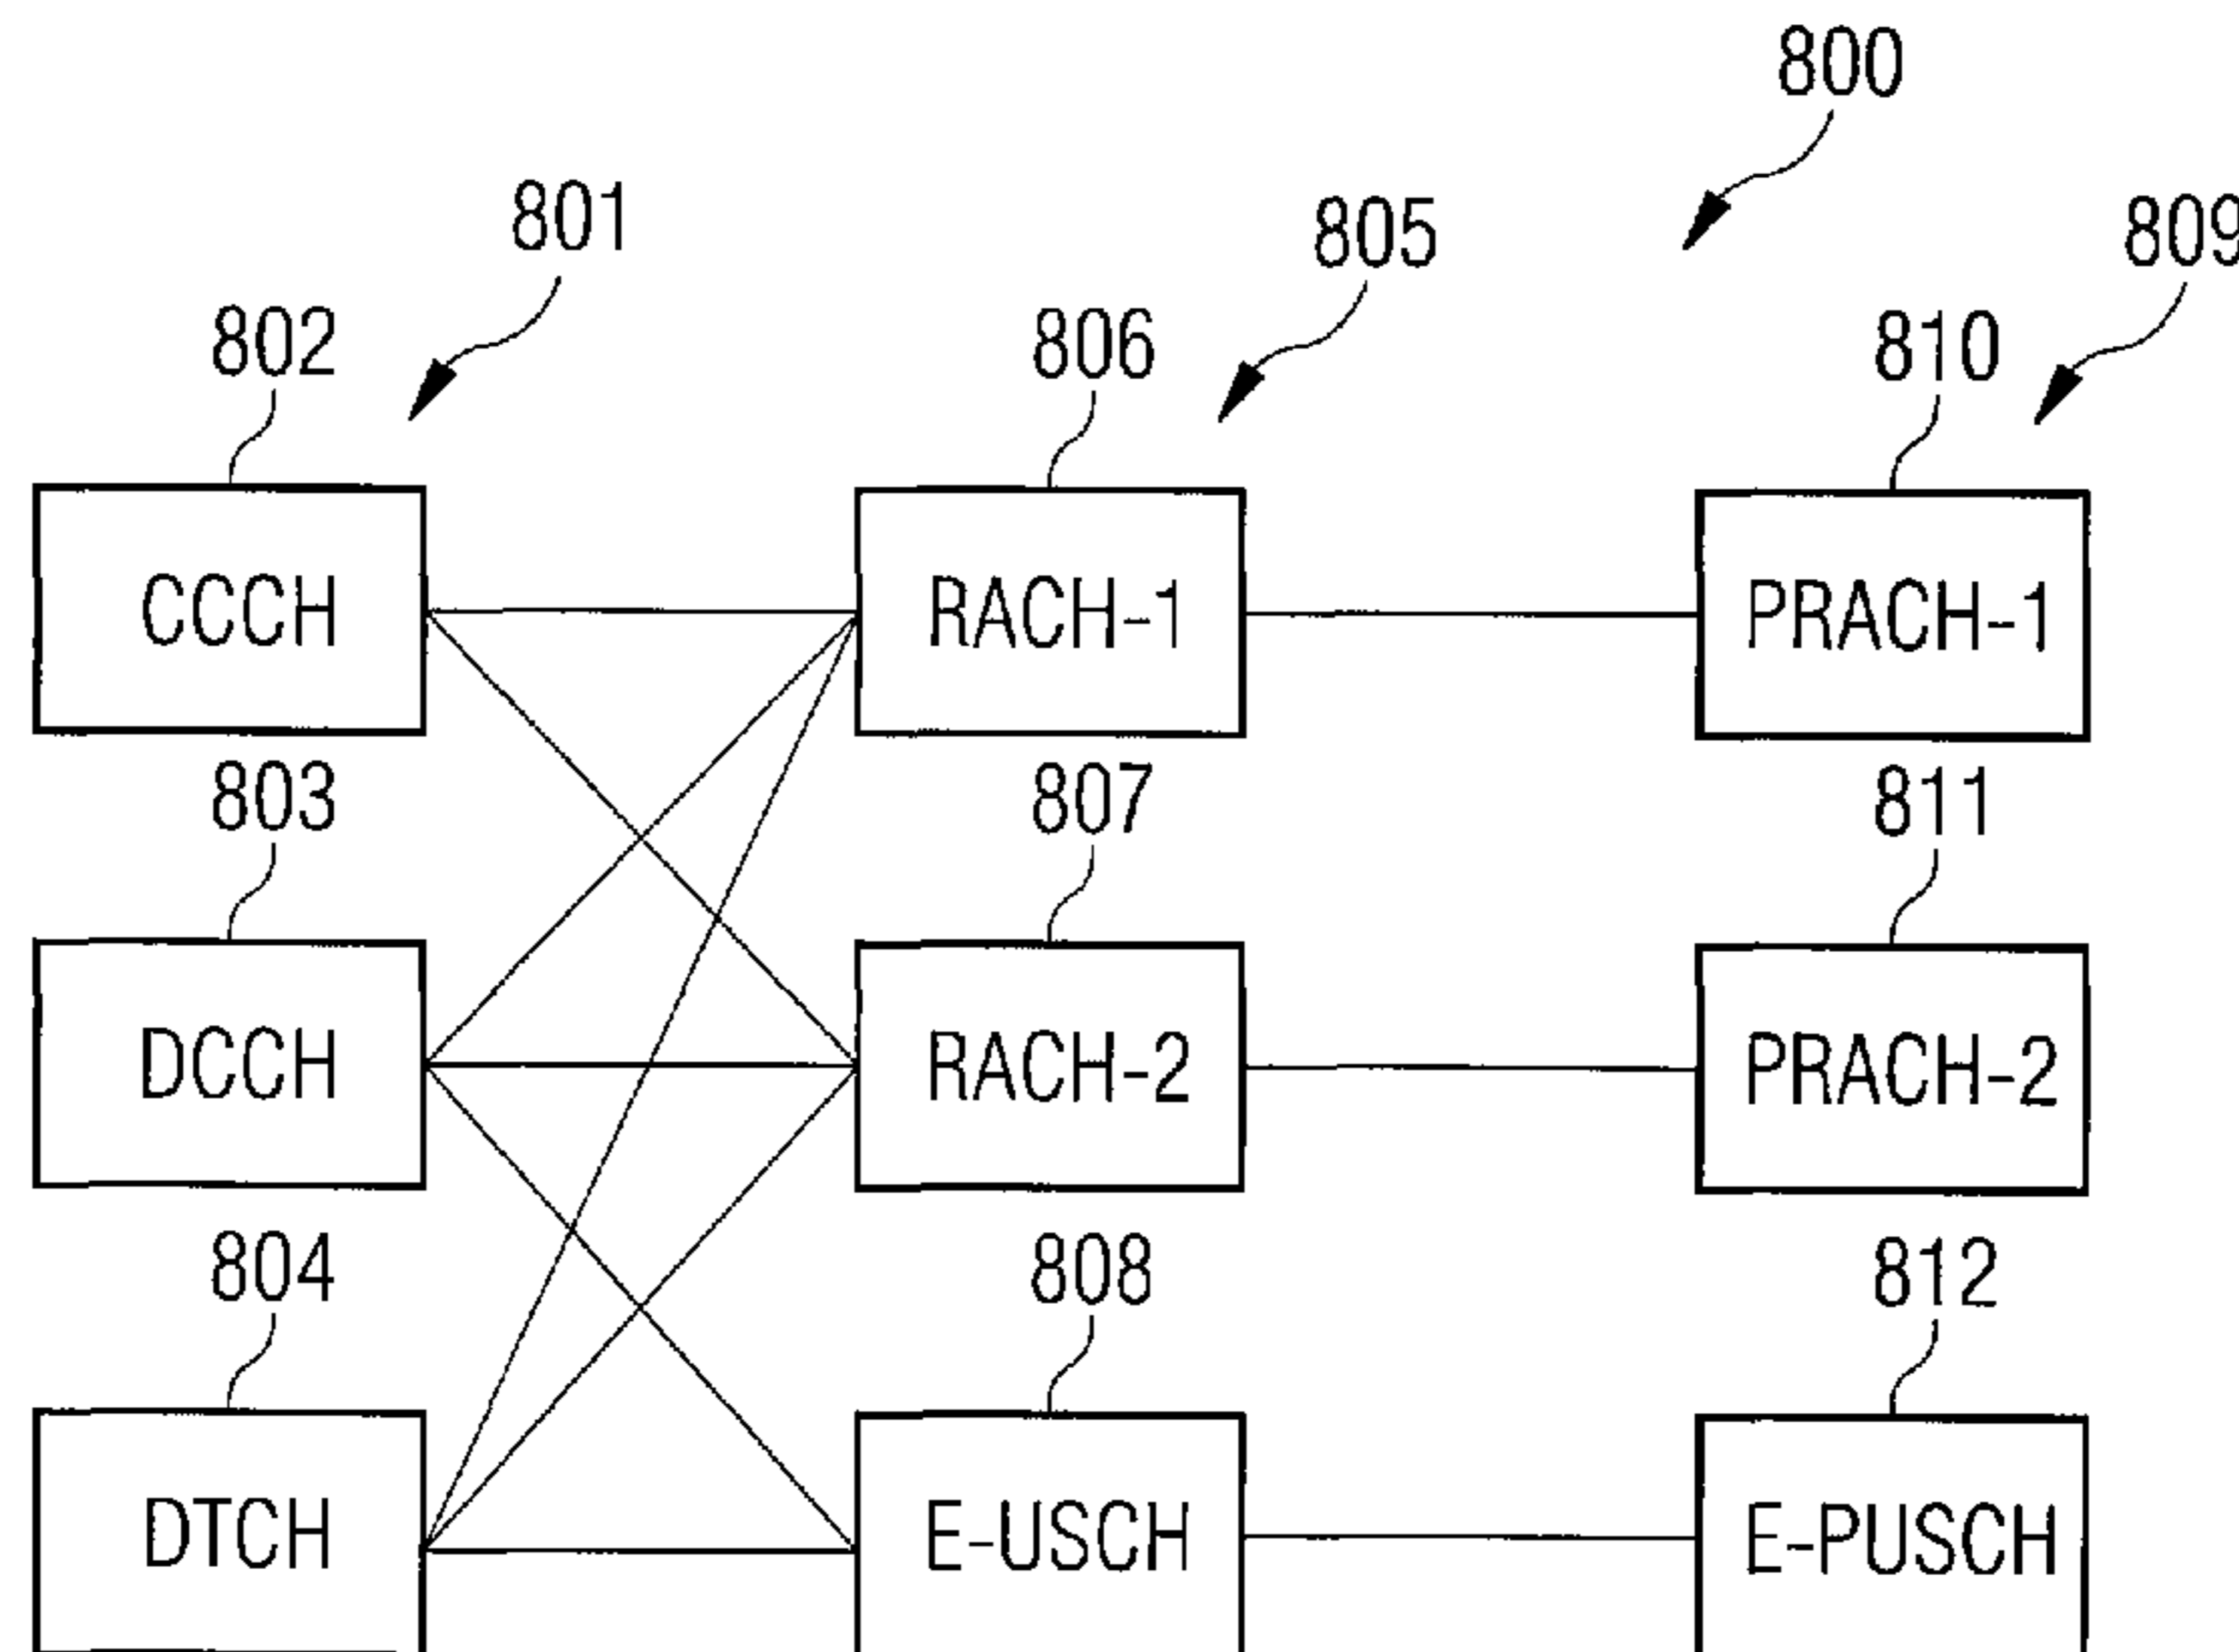 800
801
805
809
802
806
810
CCCH
RACH-1
PRACH-1
803
807
811
DCCH
RACH-2
PRACH-2
804
808
812
DTCH
E-USCH
E-PUSCH